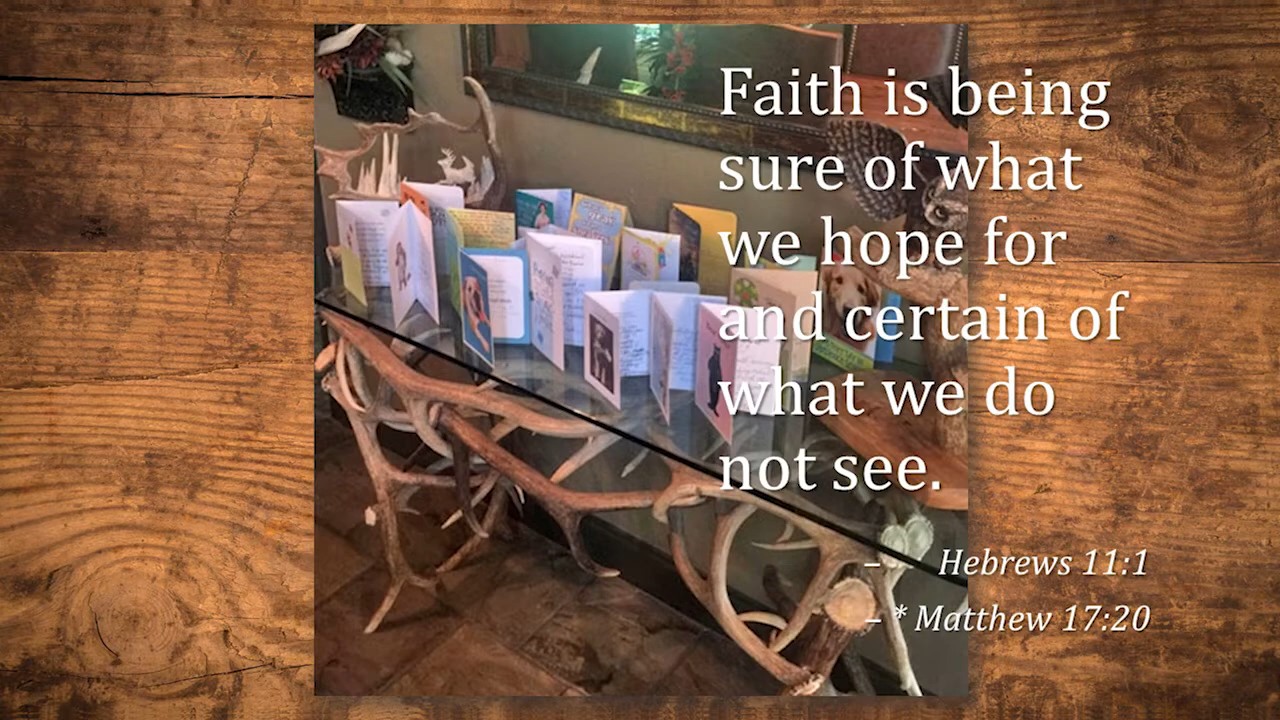 Faith is being
sure of what
we hope for
and certain of
what we do
not see.
– Hebrews 11:1
– * Matthew 17:20